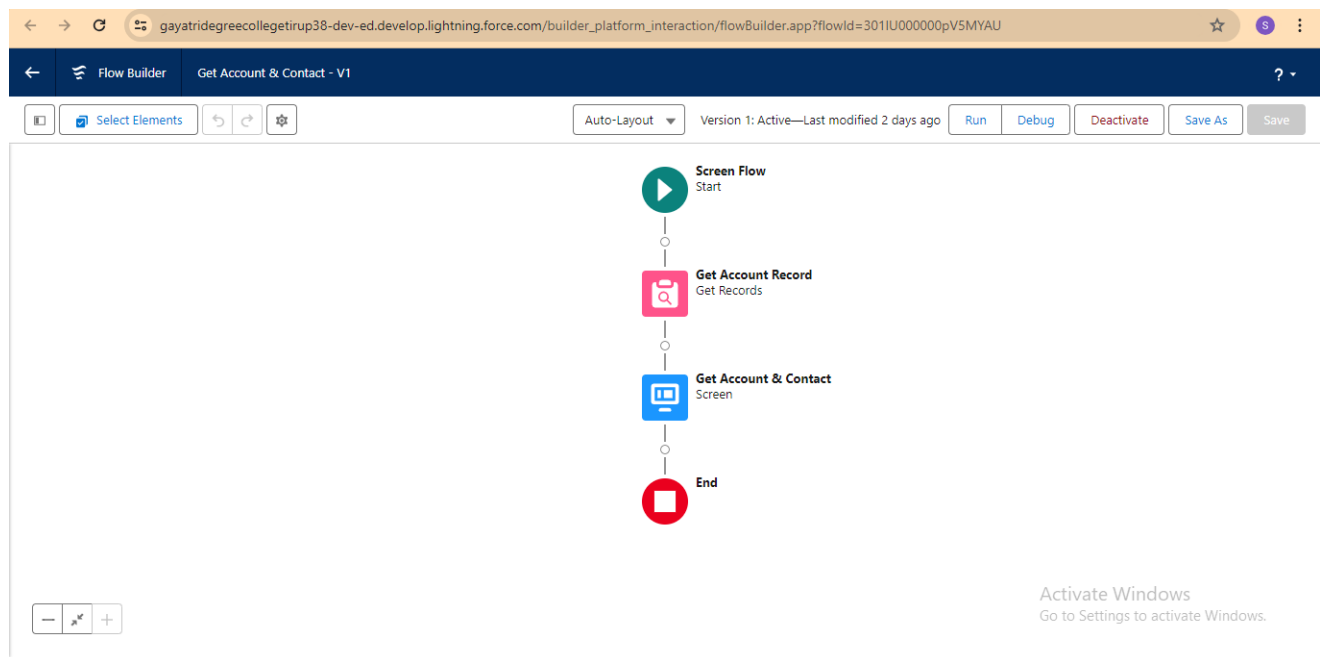 gayatridegreecollegetirup38-dev-ed.develop.lightning.force.com/builder_platform_interaction/flowBuilder.app?flowId=301IU000000pV5MYAU S
Flow Builder Get Account & Contact - V1 ?
Select Elements Auto-Layout Version 1: Active—Last modified 2 days ago Run Debug Deactivate Save As Save
Screen Flow
Start
Get Account Record
Get Records
Get Account & Contact
Screen
End
Activate Windows
Go to Settings to activate Windows.